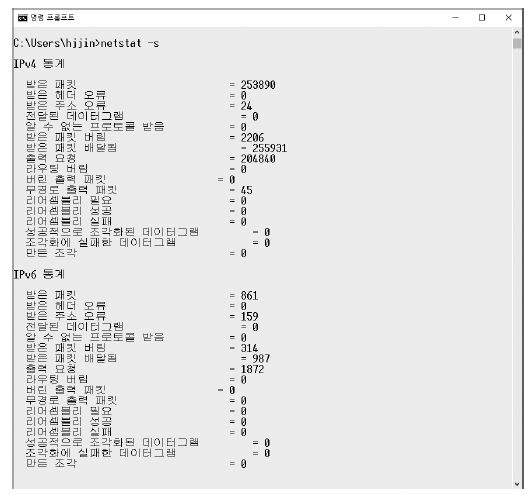 명령 프롬프트
C:\Users\hjjin>netstat -s
IPv4 통계
받은 패킷 = 253890
받은 헤더 오류 = 0
받은 주소 오류 = 24
전달된 데이터그램 = 0
알 수 없는 프로토콜 받음 = 0
받은 패킷 버림 = 2206
받은 패킷 배달됨 = 255931
출력 요청 = 204840
라우팅 버림 = 0
버린 출력 패킷 = 0
무경로 출력 패킷 = 45
리어셈블리 필요 = 0
리어셈블리 성공 = 0
리어셈블리 실패 = 0
성공적으로 조각화된 데이터그램 = 0
조각화에 실패한 데이터그램 = 0
만든 조각 = 0
IPv6 통계
받은 패킷 = 861
받은 헤더 오류 = 0
받은 주소 오류 = 159
전달된 데이터그램 = 0
알 수 없는 프로토콜 받음 = 0
받은 패킷 버림 = 314
받은 패킷 배달됨 = 987
출력 요청 = 1872
라우팅 버림 = 0
버린 출력 패킷 = 0
무경로 출력 패킷 = 0
리어셈블리 필요 = 0
리어셈블리 성공 = 0
리어셈블리 실패 = 0
성공적으로 조각화된 데이터그램 = 0
조각화에 실패한 데이터그램 = 0
만든 조각 = 0